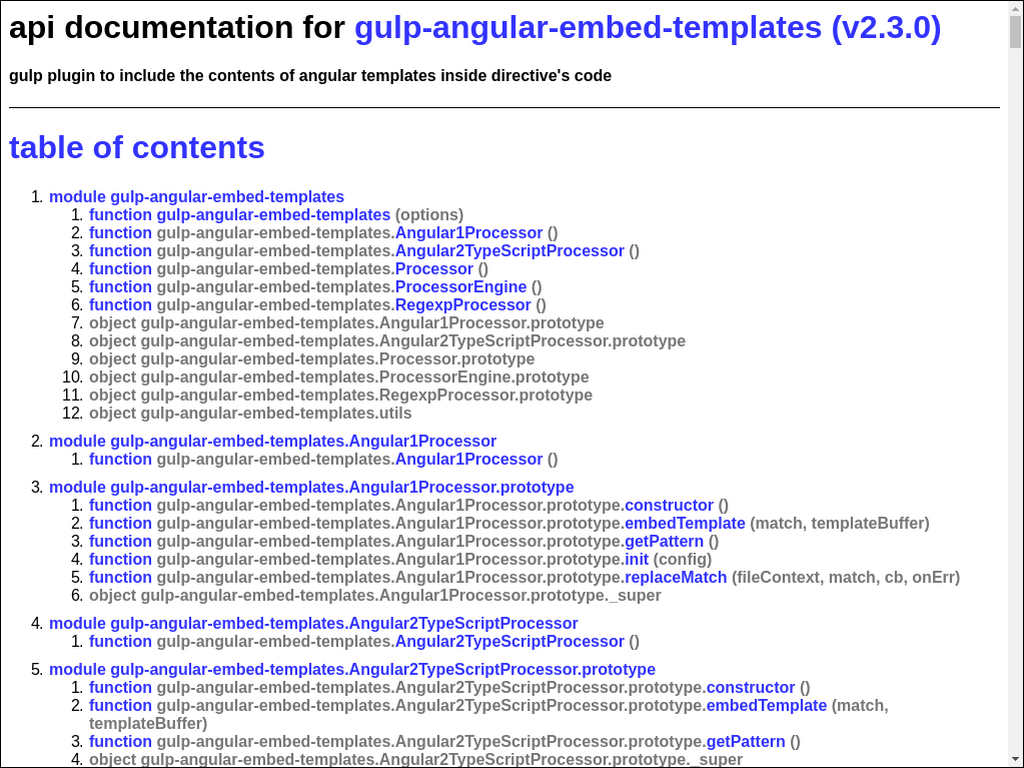 api documentation for gulp-angular-embed-templates (v2.3.0)
gulp plugin to include the contents of angular templates inside directive's code
table of contents
1. module gulp-angular-embed-templates
1. function gulp-angular-embed-templates (options)
2. function gulp-angular-embed-templates.Angular1Processor ()
3. function gulp-angular-embed-templates.Angular2TypeScriptProcessor ()
4. function gulp-angular-embed-templates.Processor ()
5. function gulp-angular-embed-templates.ProcessorEngine ()
6. function gulp-angular-embed-templates.RegexpProcessor ()
7. object gulp-angular-embed-templates.Angular1Processor.prototype
8. object gulp-angular-embed-templates.Angular2TypeScriptProcessor.prototype
9. object gulp-angular-embed-templates.Processor.prototype
10. object gulp-angular-embed-templates.ProcessorEngine.prototype
11. object gulp-angular-embed-templates.RegexpProcessor.prototype
12. object gulp-angular-embed-templates.utils
2. module gulp-angular-embed-templates.Angular1Processor
1. function gulp-angular-embed-templates.Angular1Processor ()
3. module gulp-angular-embed-templates.Angular1Processor.prototype
1. function gulp-angular-embed-templates.Angular1Processor.prototype.constructor ()
2. function gulp-angular-embed-templates.Angular1Processor.prototype.embedTemplate (match, templateBuffer)
3. function gulp-angular-embed-templates.Angular1Processor.prototype.getPattern ()
4. function gulp-angular-embed-templates.Angular1Processor.prototype.init (config)
5. function gulp-angular-embed-templates.Angular1Processor.prototype.replaceMatch (fileContext, match, cb, onErr)
6. object gulp-angular-embed-templates.Angular1Processor.prototype._super
4. module gulp-angular-embed-templates.Angular2TypeScriptProcessor
1. function gulp-angular-embed-templates.Angular2TypeScriptProcessor ()
5. module gulp-angular-embed-templates.Angular2TypeScriptProcessor.prototype
1. function gulp-angular-embed-templates.Angular2TypeScriptProcessor.prototype.constructor ()
2. function gulp-angular-embed-templates.Angular2TypeScriptProcessor.prototype.embedTemplate (match,
templateBuffer)
3. function gulp-angular-embed-templates.Angular2TypeScriptProcessor.prototype.getPattern ()
4. object gulp-angular-embed-templates.Angular2TypeScriptProcessor.prototype._super